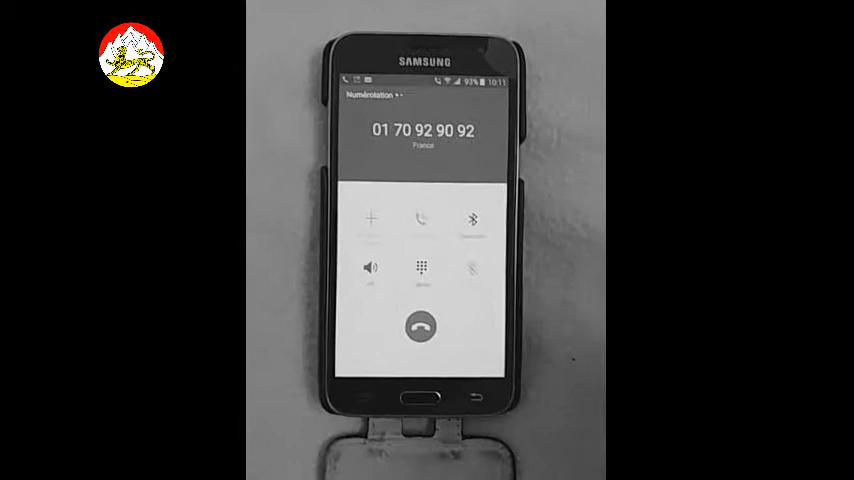 SAMSUNG
93% 10:11
Numérotation
01 70 92 90 92
France